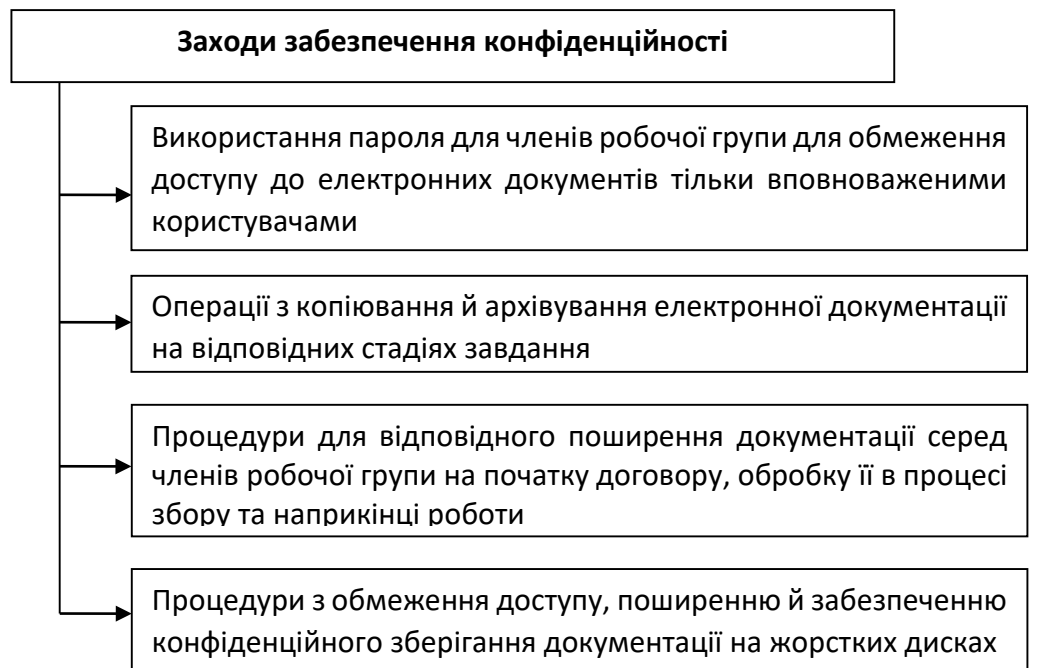 Заходи забезпечення конфіденційності
Використання пароля для членів робочої групи для обмеження
доступу до електронних документів тільки вповноваженими
користувачами
Операції з копіювання й архівування електронної документації
на відповідних стадіях завдання
Процедури для відповідного поширення документації серед
членів робочої групи на початку договору, обробку її в процесі
збору та наприкінці роботи
Процедури з обмеження доступу, поширенню й забезпеченню
конфіденційного зберігання документації на жорстких дисках